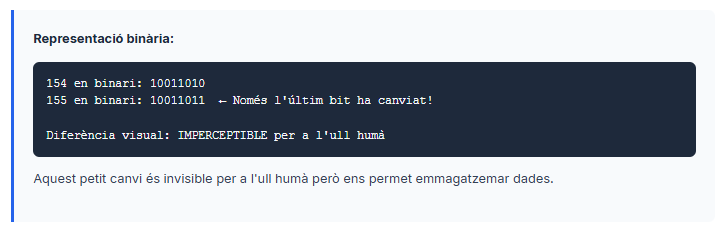 Representació binària:
154 en binari: 10011010
155 en binari: 10011011 ← Només l'últim bit ha canviat!
Diferència visual: IMPERCEPTIBLE per a l'ull humà
Aquest petit canvi és invisible per a l'ull humà però ens permet emmagatzemar dades.